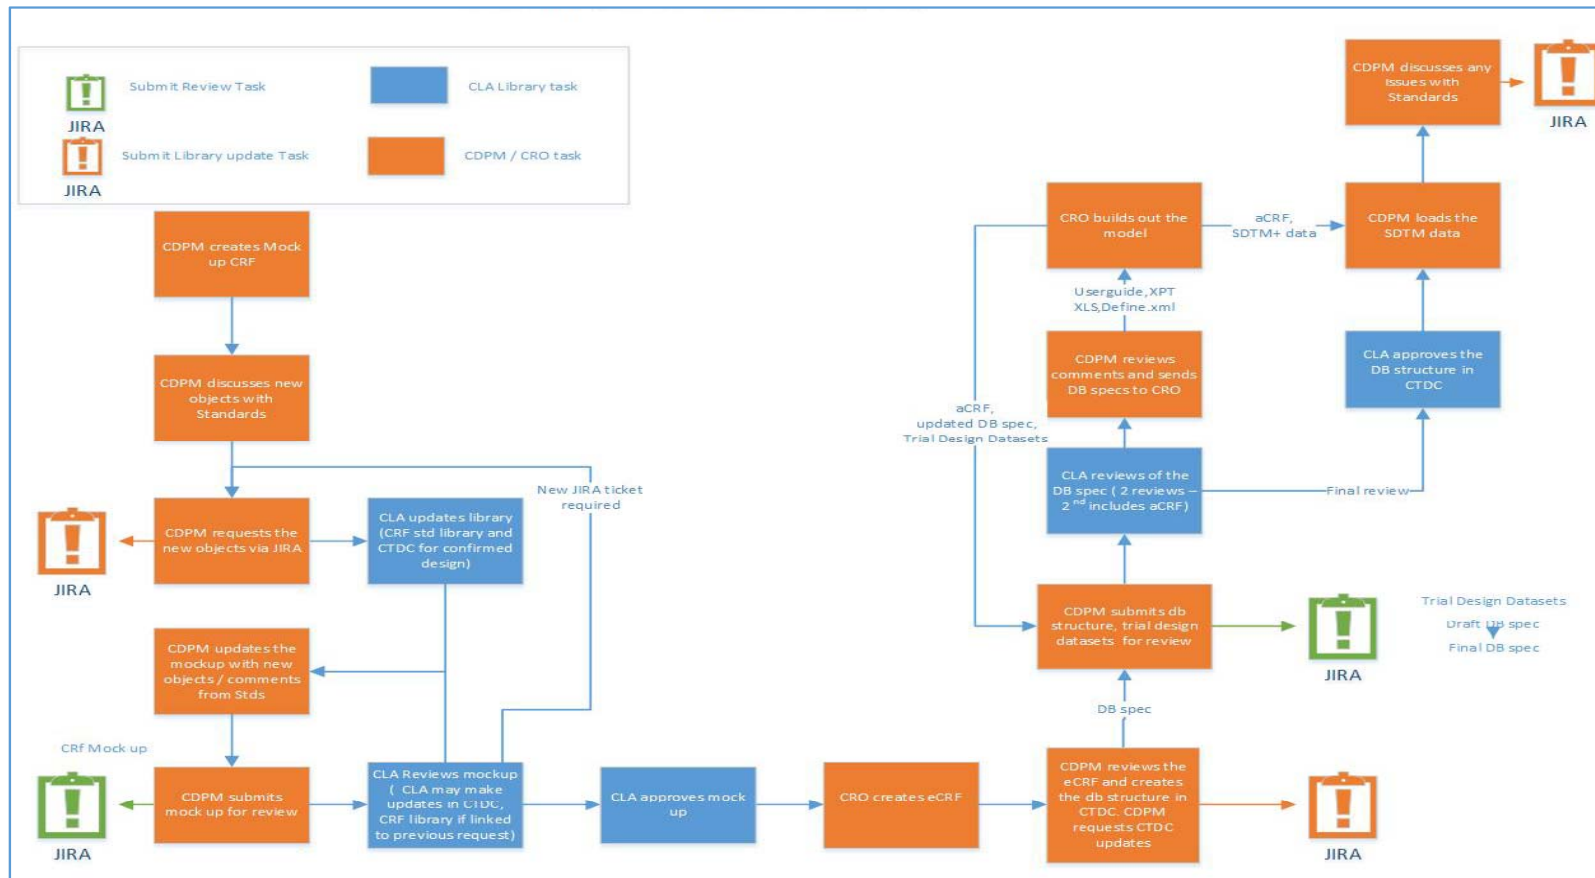 Submit Review Task
JIRA
Submit Library update Task
JIRA
CLA Library task
CDPM / CRO task
CDPM creates Mock
up CRF
CDPM discusses new
objects with
Standards
CDPM requests the
new objects via JIRA
JIRA
CLA updates library
(CRF std library and
CTDC for confirmed
design)
New JIRA ticket
required
CDPM updates the
mockup with new
objects / comments
from Stds
CRf Mock up
JIRA
CDPM submits
mock up for review
CLA Reviews mockup
( CLA may make
updates in CTDC,
CRF library if linked
to previous request)
CLA approves mock
up
CRO creates eCRF
CDPM reviews the
eCRF and creates
the db structure in
CTDC. CDPM
requests CTDC
updates
JIRA
DB spec
CDPM submits db
structure, trial design
datasets for review
JIRA
Trial Design Datasets
Draft DB spec
Final DB spec
CLA reviews of the
DB spec ( 2 reviews –
2 nd includes aCRF)
Final review
CDPM reviews
comments and sends
DB specs to CRO
Userguide,XPT
XLS,Define.xml
CRO builds out the
model
aCRF,
updated DB spec,
Trial Design Datasets
aCRF,
SDTM+ data
CLA approves the
DB structure in
CTDC
CDPM loads the
SDTM data
CDPM discusses any
issues with
Standards
JIRA